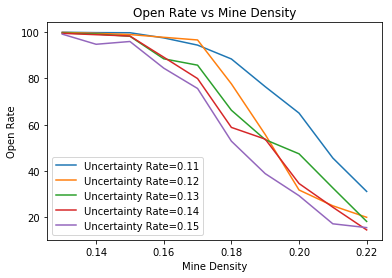 Open Rate vs Mine Density
Open Rate
100
80
60
40
20
Uncertainty Rate=0.11
Uncertainty Rate=0.12
Uncertainty Rate=0.13
Uncertainty Rate=0.14
Uncertainty Rate=0.15
0.14
0.16
0.18
0.20
0.22
Mine Density